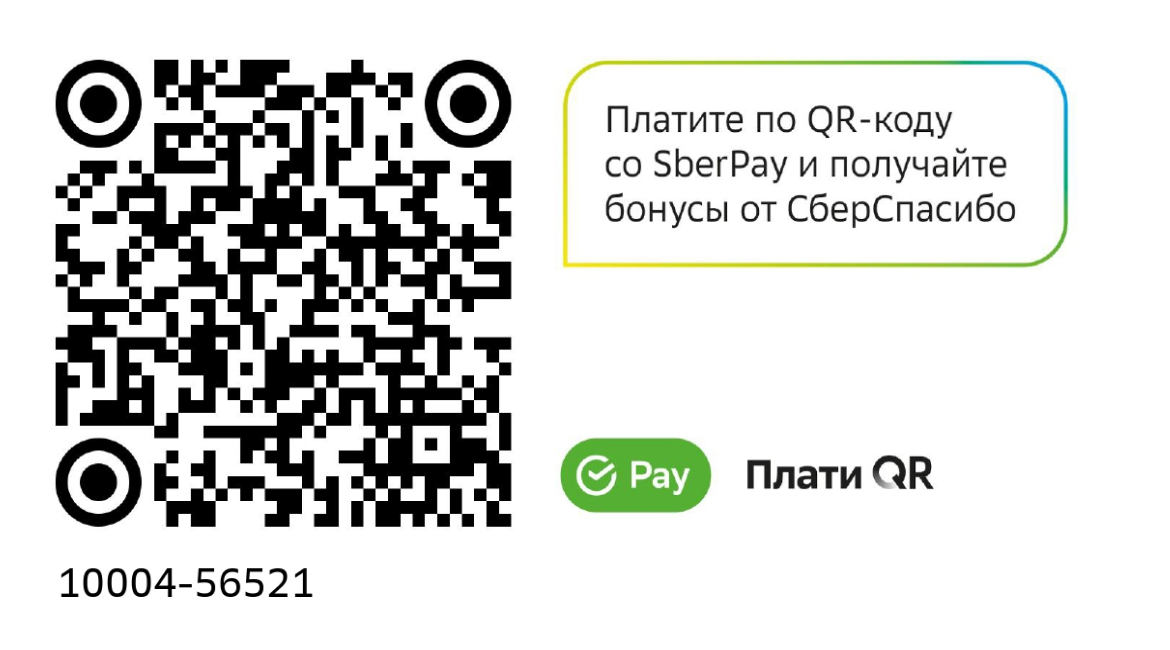 Платите по QR-коду
со SberPay и получайте
бонусы от СберСпасибо
Pay
Плати QR
10004-56521